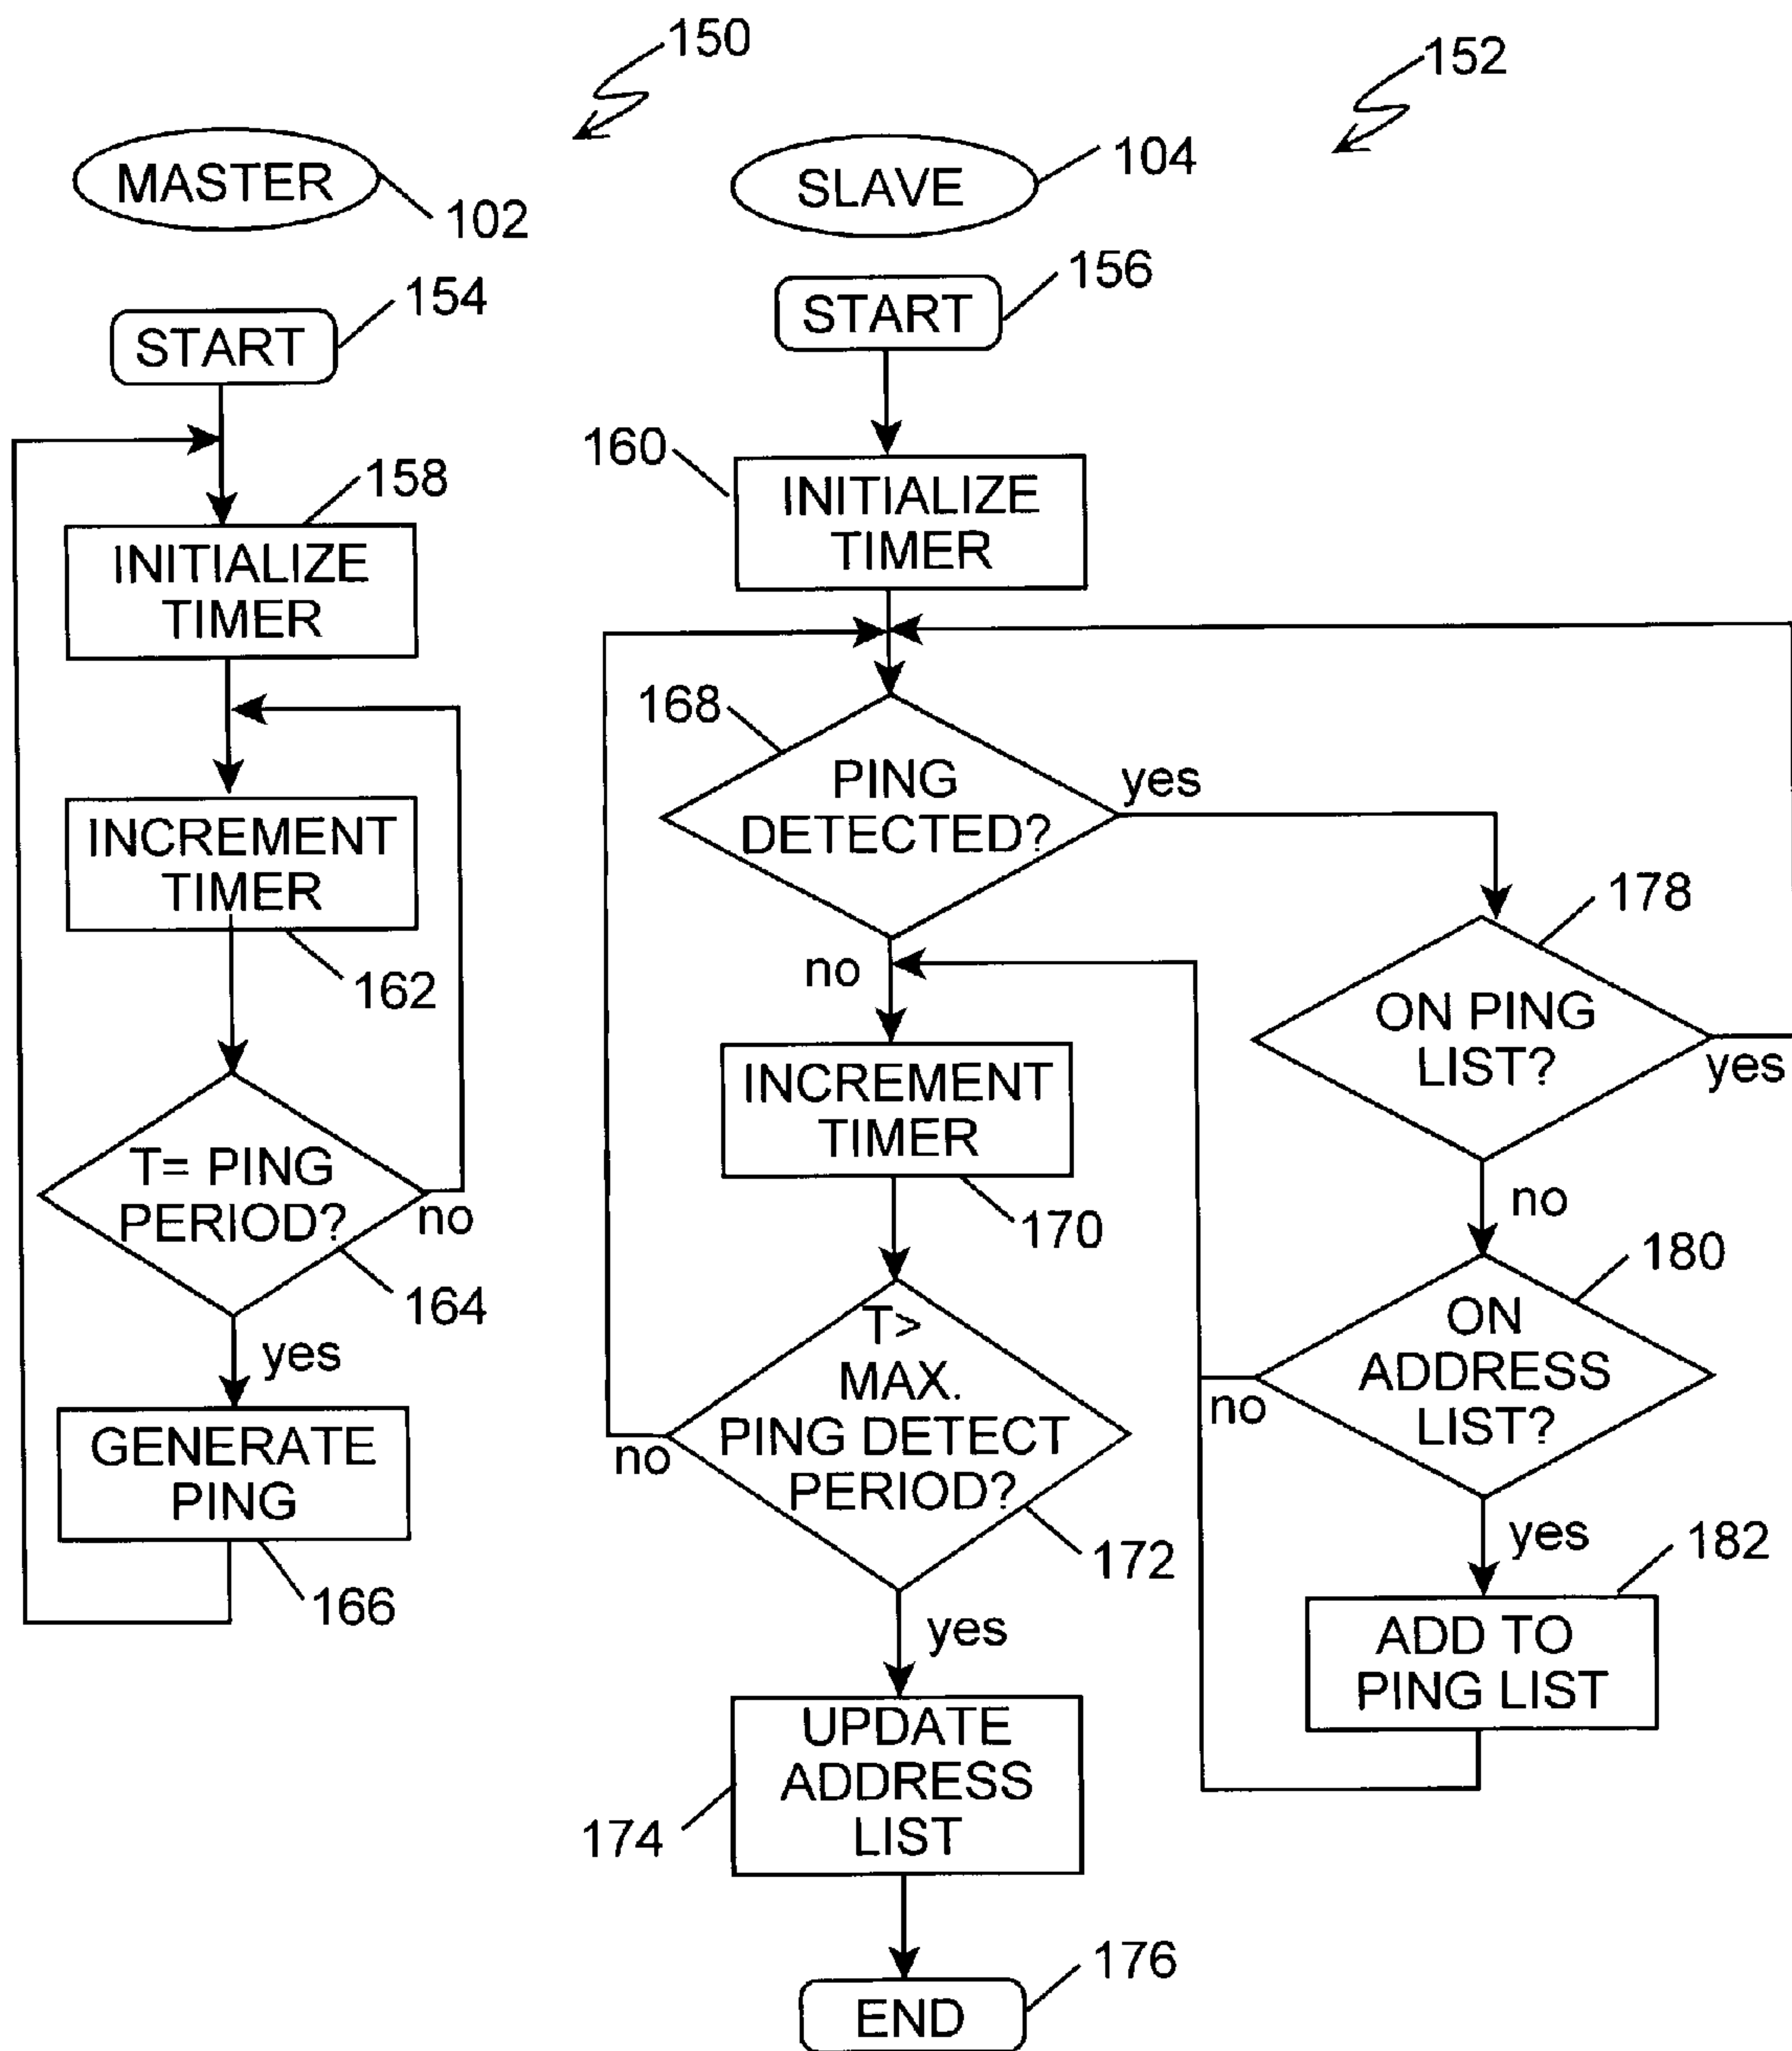 150
152
MASTER
102
SLAVE
104
START
154
START
156
158
INITIALIZE
TIMER
160
INITIALIZE
TIMER
INCREMENT
TIMER
162
T= PING
PERIOD?
no
164
yes
GENERATE
PING
166
168
PING
DETECTED?
yes
no
INCREMENT
TIMER
170
T>
MAX.
PING DETECT
PERIOD?
no
172
yes
UPDATE
ADDRESS
LIST
174
END
176
178
ON PING
LIST?
yes
no
180
ON
ADDRESS
LIST?
no
yes
182
ADD TO
PING LIST